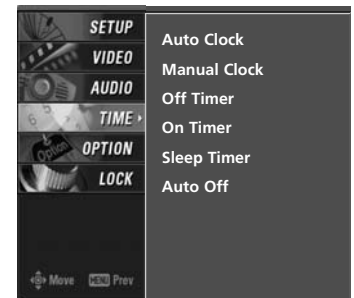 SETUP
VIDEO
AUDIO
TIME
OPTION
LOCK
Auto Clock
Manual Clock
Off Timer
On Timer
Sleep Timer
Auto Off
Option
Move MENU Prev